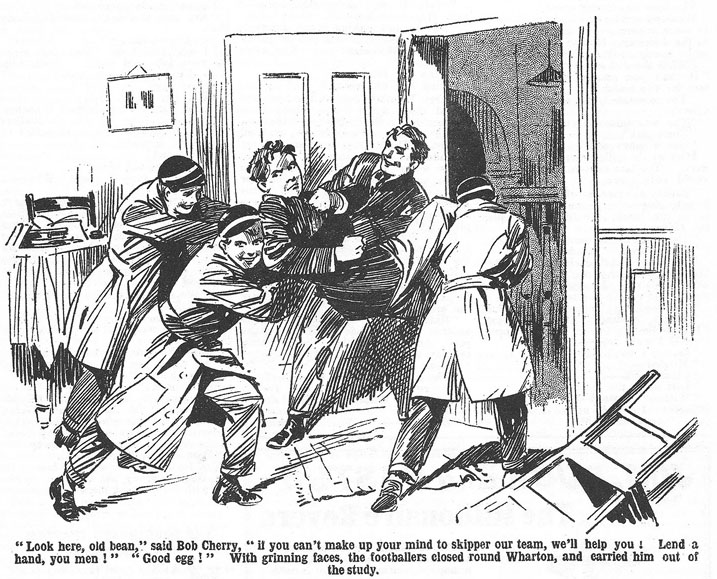 “ Look here, old bean,” said Bob Cherry, “ if you can’t make up your mind to skipper our team, we’ll help you ! Lend a
hand, you men ! ” “ Good egg ! ” With grinning faces, the footballers closed round Wharton, and carried him out of
the study.